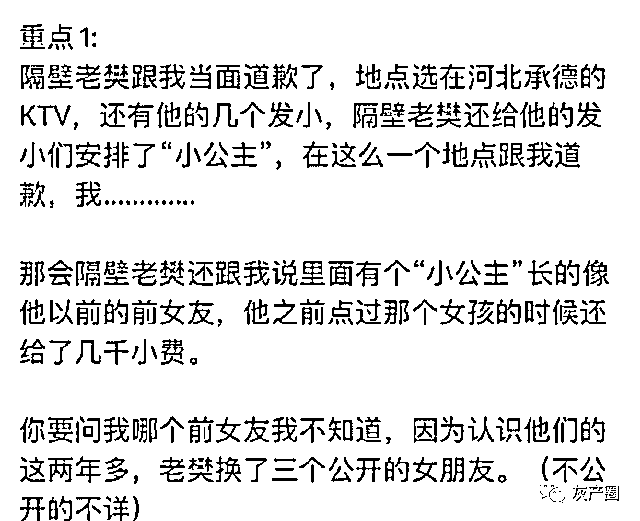 重点1:
隔壁老樊跟我当面道歉了，地点选在河北承德的
KTV，还有他的几个发小，隔壁老樊还给他的发
小们安排了“小公主”，在这么一个地点跟我道
歉，我.............
那会隔壁老樊还跟我说里面有个“小公主”长的像
他以前的前女友，他之前点过那个女孩的时候还
给了几千小费。
你要问我哪个前女友我不知道，因为认识他们的
这两年多，老樊换了三个公开的女朋友。（不公
开的不详）
灰产圈